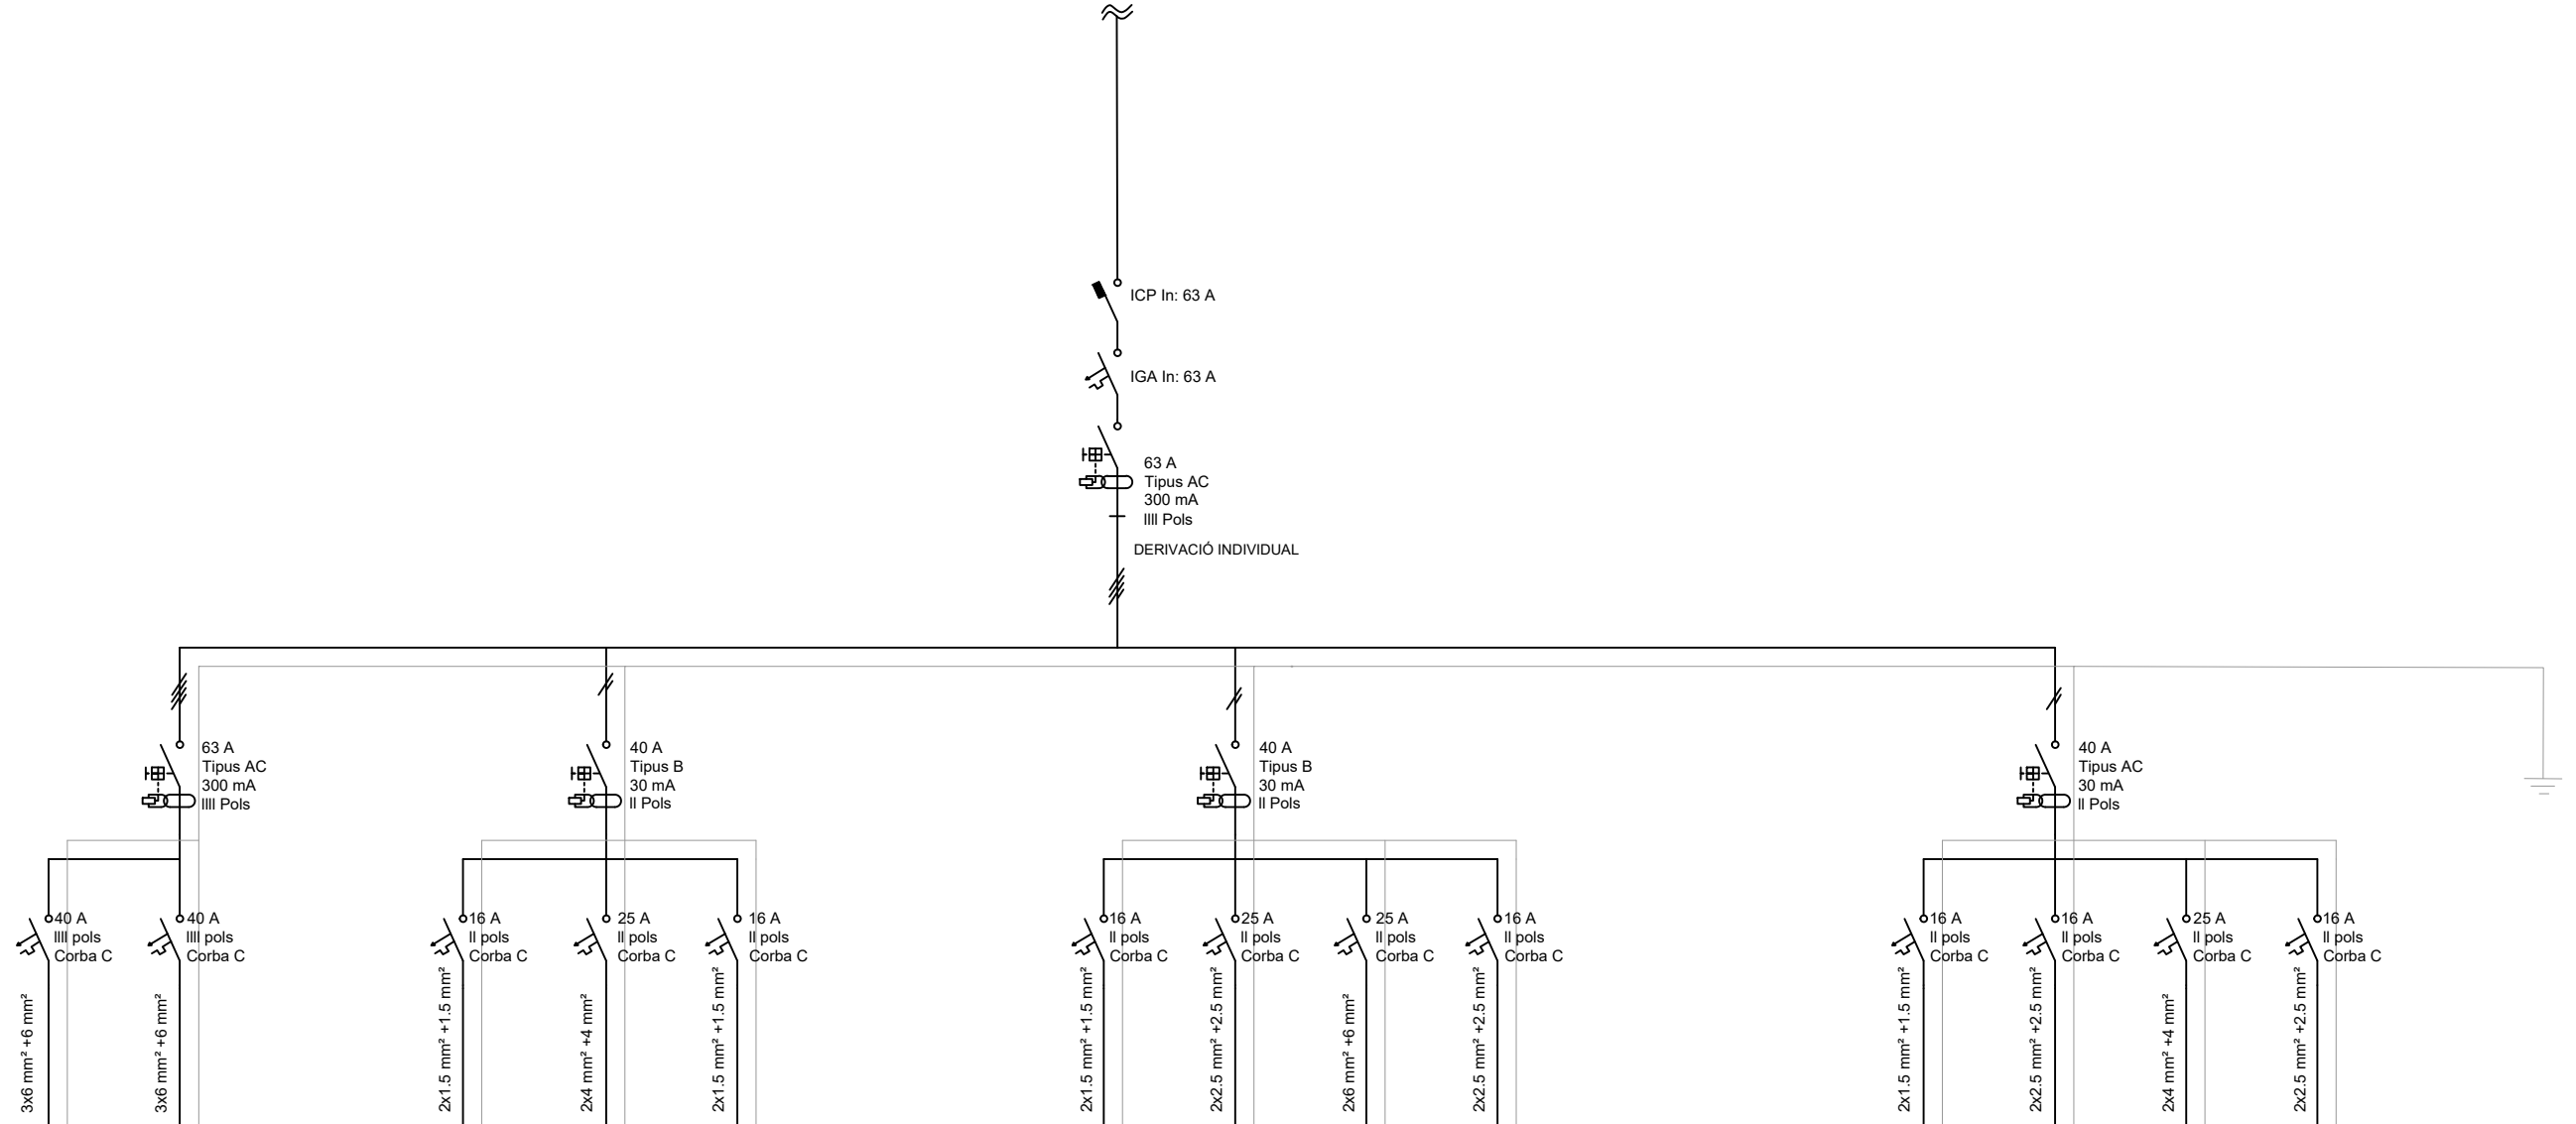 ICP In: 63 A
IGA In: 63 A
63 A
Tipus AC
300 mA
IIII Pols
DERIVACIÓ INDIVIDUAL
63 A
Tipus AC
300 mA
IIII Pols
40 A
Tipus B
30 mA
II Pols
40 A
Tipus B
30 mA
II Pols
40 A
Tipus AC
30 mA
II Pols
40 A
IIII pols
Corba C
40 A
IIII pols
Corba C
16 A
II pols
Corba C
25 A
II pols
Corba C
16 A
II pols
Corba C
16 A
II pols
Corba C
25 A
II pols
Corba C
25 A
II pols
Corba C
16 A
II pols
Corba C
16 A
II pols
Corba C
16 A
II pols
Corba C
25 A
II pols
Corba C
16 A
II pols
Corba C
3x6 mm² +6 mm²
3x6 mm² +6 mm²
2x1.5 mm² +1.5 mm²
2x4 mm² +4 mm²
2x1.5 mm² +1.5 mm²
2x1.5 mm² +1.5 mm²
2x2.5 mm² +2.5 mm²
2x6 mm² +6 mm²
2x2.5 mm² +2.5 mm²
2x1.5 mm² +1.5 mm²
2x2.5 mm² +2.5 mm²
2x4 mm² +4 mm²
2x2.5 mm² +2.5 mm²